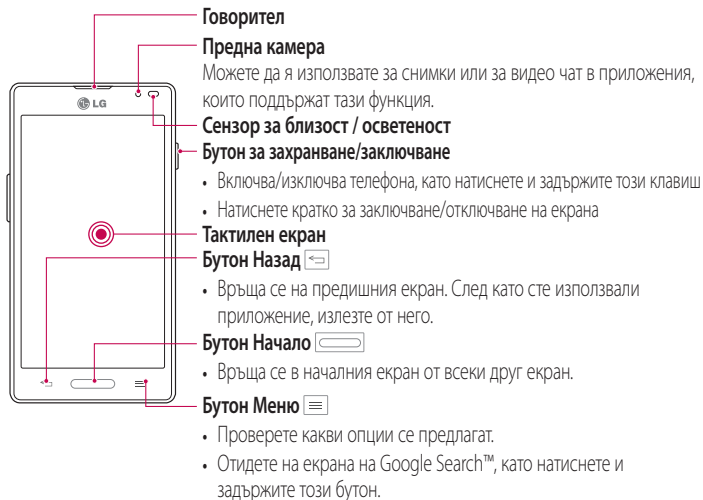 Говорител
Предна камера
Можете да я използвате за снимки или за видео чат в приложения,
които поддържат тази функция.
LG
Сензор за близост / осветеност
Бутон за захранване/заключване
• Включва/изключва телефона, като натиснете и задържите този клавиш
• Натиснете кратко за заключване/отключване на екрана
Тактилен екран
Бутон Назад
• Връща се на предишния екран. След като сте използвали
приложение, излезте от него.
Бутон Начало
• Връща се в началния екран от всеки друг екран.
Бутон Меню
• Проверете какви опции се предлагат.
• Отидете на екрана на Google Search™, като натиснете и
задържите този бутон.